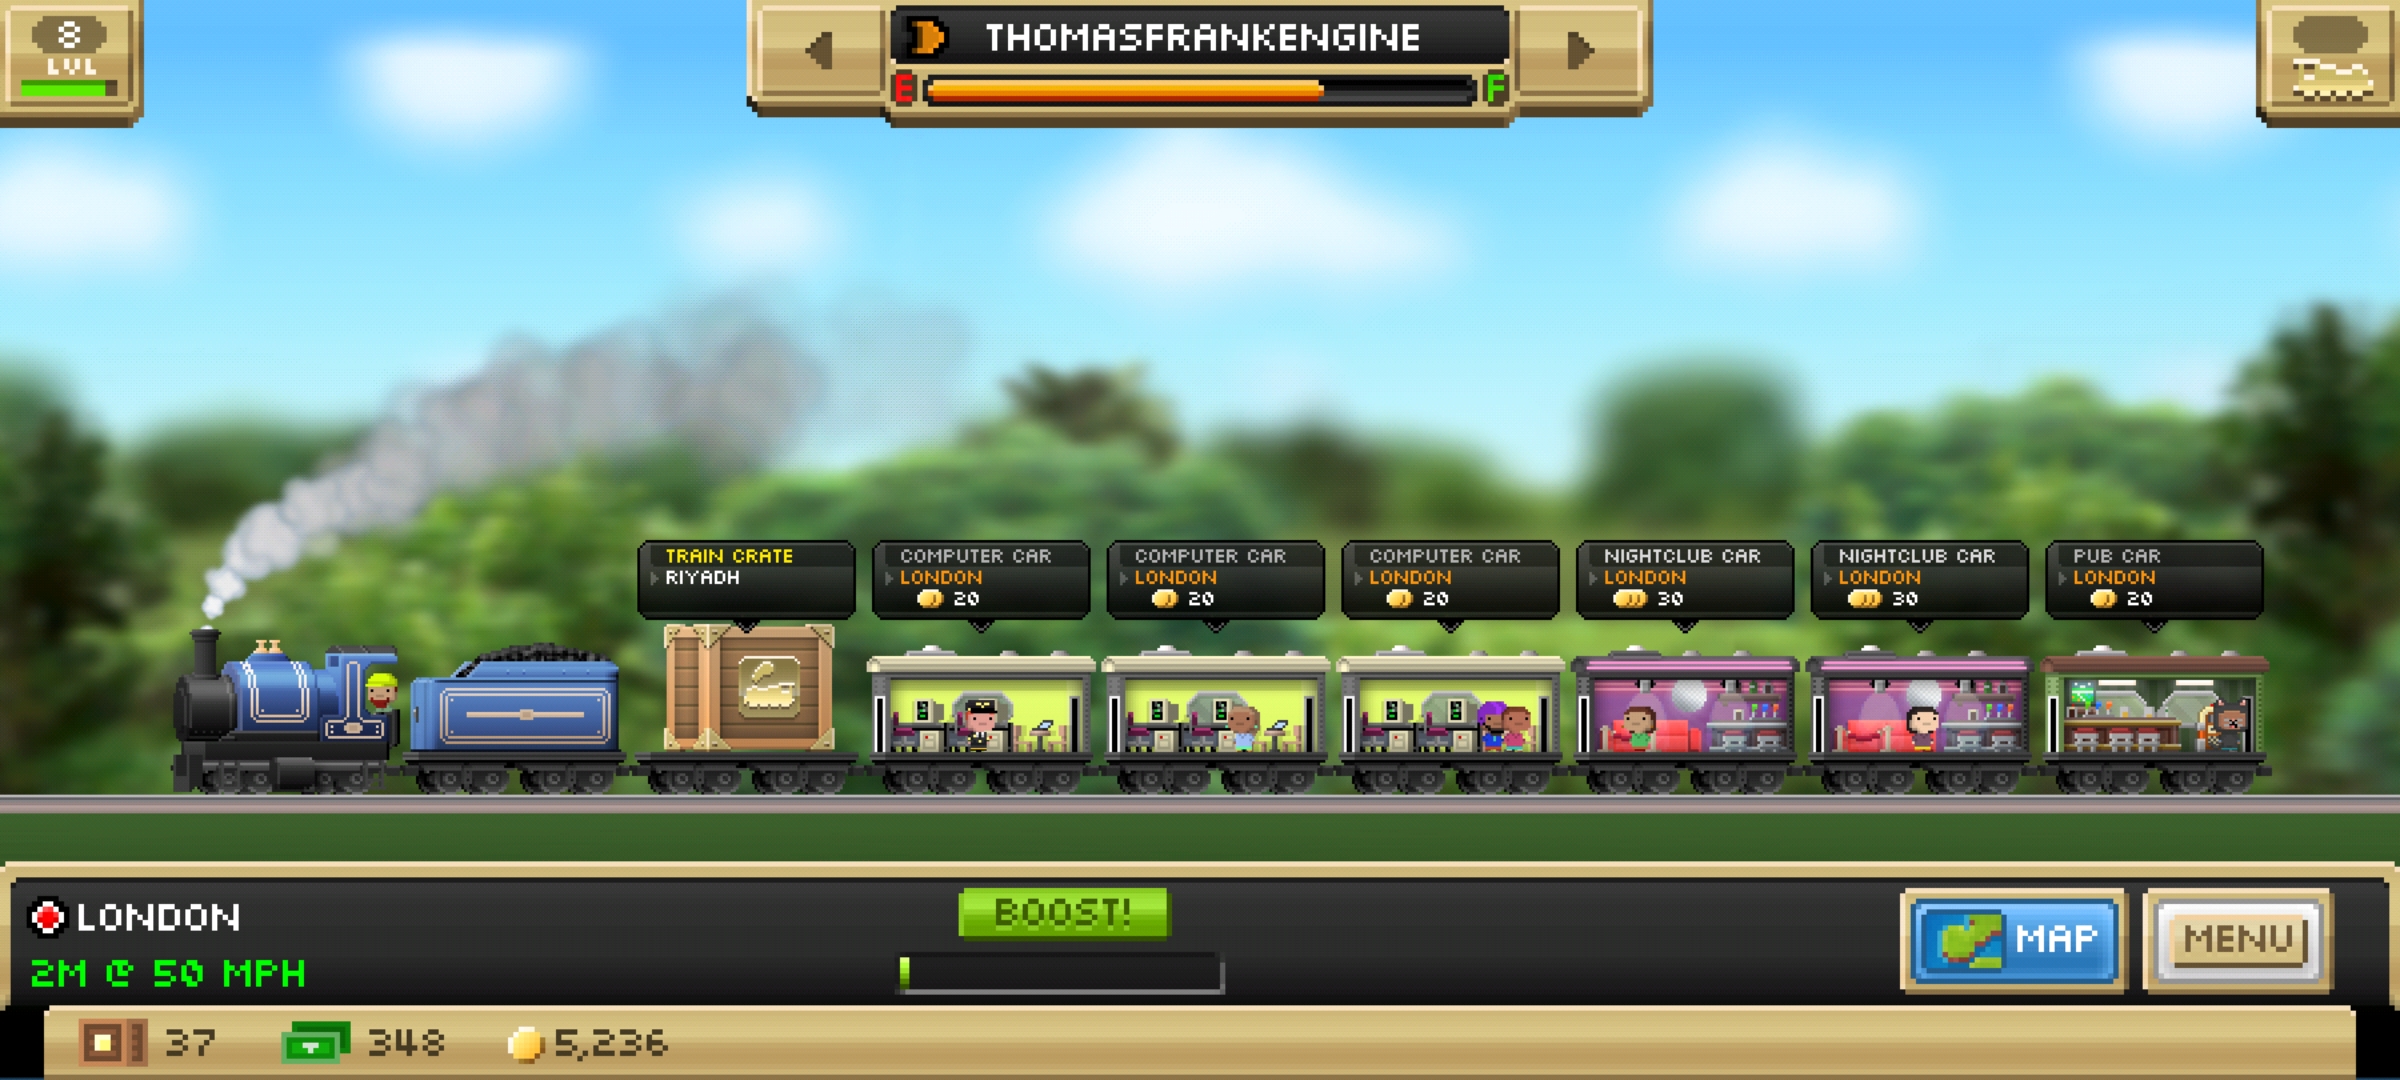 8
LVL
THOMASFRANKENGINE
E F
TRAIN CRATE
RIYADH
COMPUTER CAR
LONDON
20
COMPUTER CAR
LONDON
20
COMPUTER CAR
LONDON
20
NIGHTCLUB CAR
LONDON
30
NIGHTCLUB CAR
LONDON
30
PUB CAR
LONDON
20
LONDON
2M @ 50 MPH
BOOST!
MAP
MENU
37 348 5,236